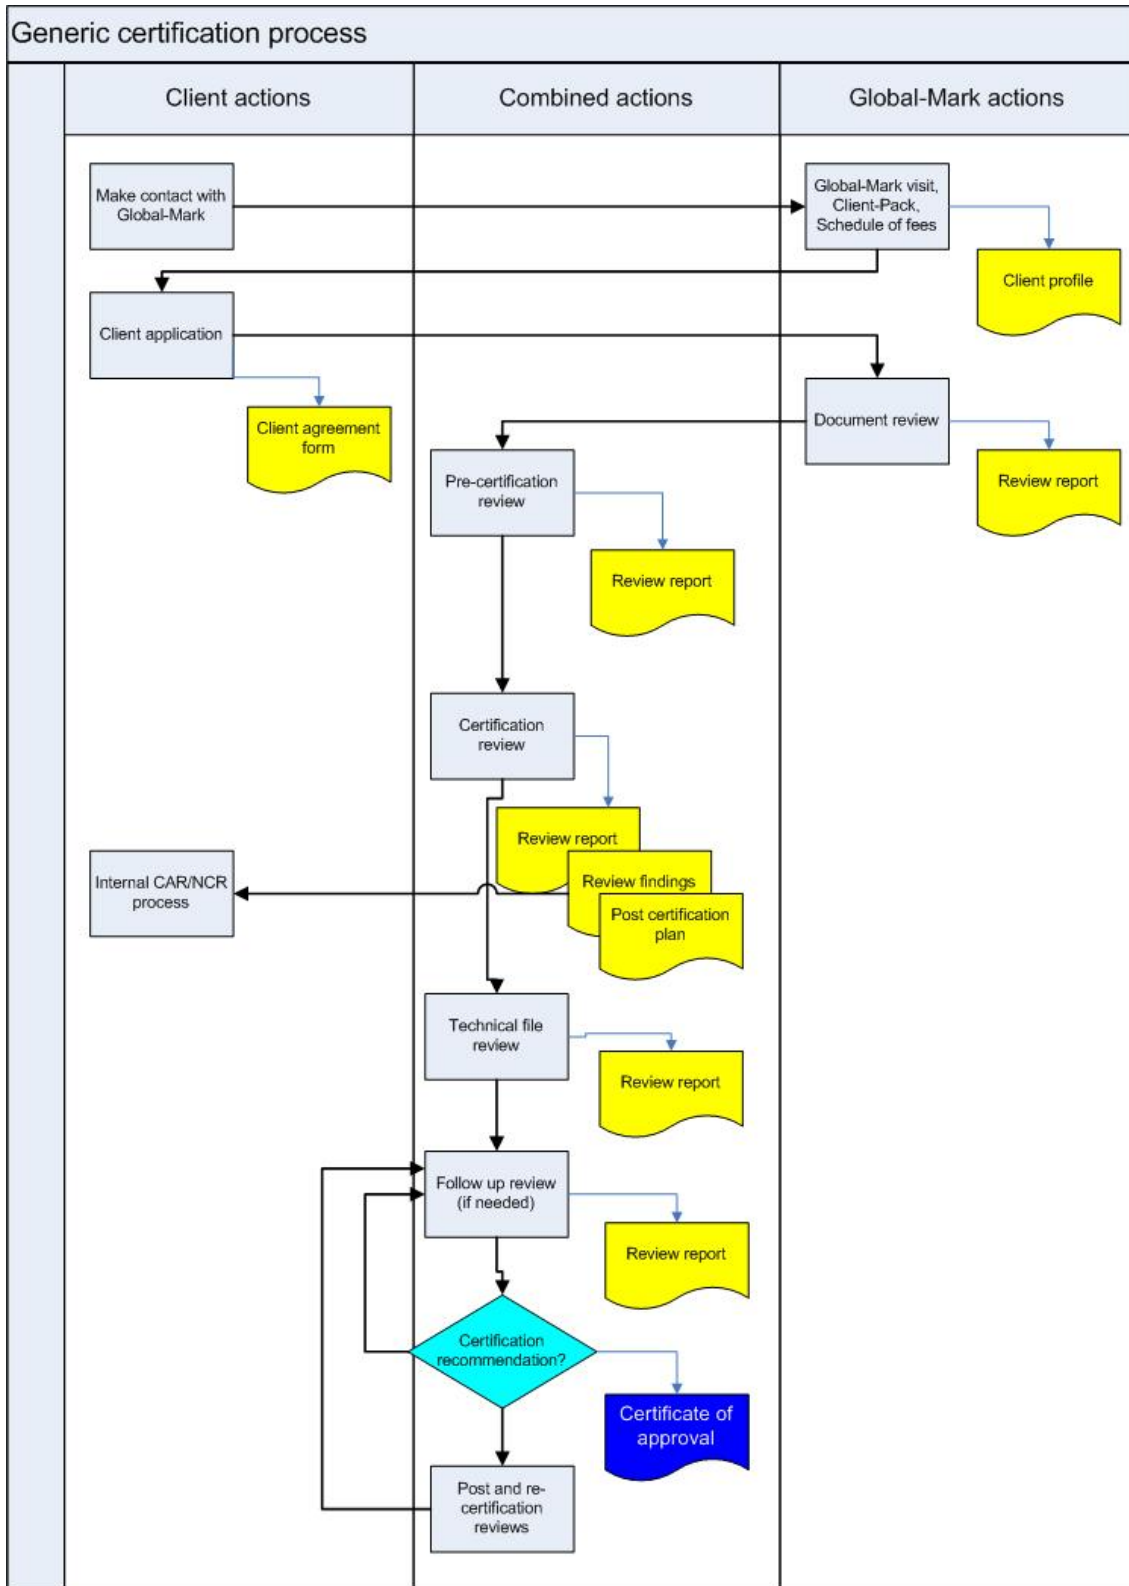 Generic certification process
Client actions
Combined actions
Global-Mark actions
Make contact with
Global-Mark
Global-Mark visit,
Client-Pack,
Schedule of fees
Client profile
Client application
Client agreement
form
Document review
Review report
Pre-certification
review
Review report
Certification
review
Review report
Review findings
Post certification
plan
Internal CAR/NCR
process
Technical file
review
Review report
Follow up review
(if needed)
Review report
Certification
recommendation?
Certificate of
approval
Post and re-
certification
reviews